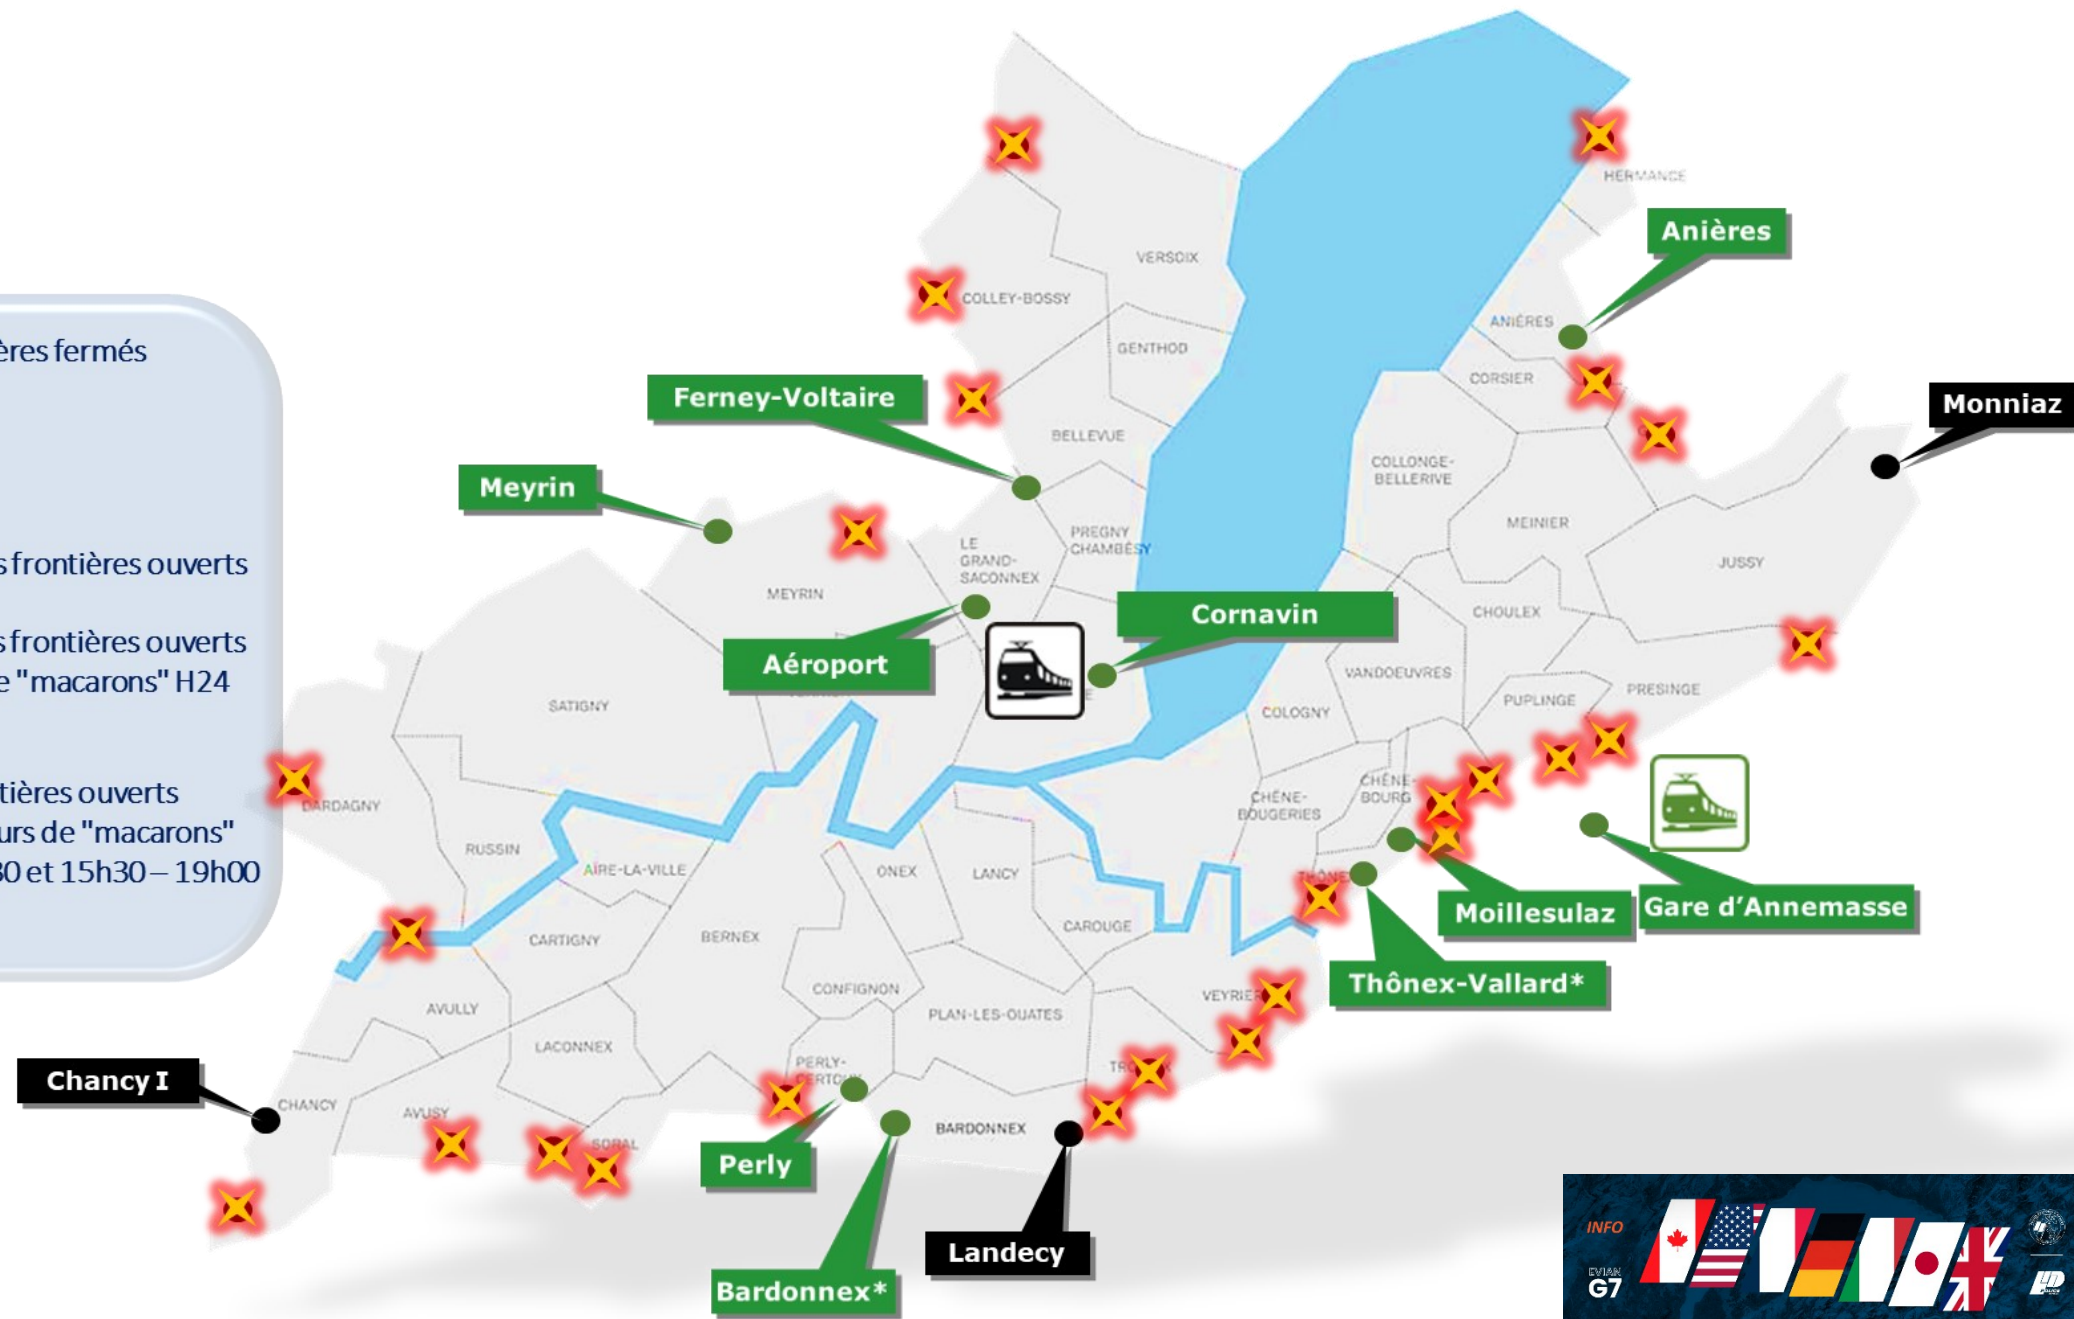 ères fermés
s frontières ouverts
s frontières ouverts
e "macarons" H24
tières ouverts
urs de "macarons"
30 et 15h30 – 19h00
HERMANCE
Anières
VERSOIX
COLLEY-BOSSY
ANIÈRES
GENTHOD
CORSIER
Ferney-Voltaire
Monniaz
BELLEVUE
COLLONGE-
BELLERIVE
Meyrin
MEINIER
PREGNY
CHAMBÉSY
LE
GRAND-
SACONNEX
JUSSY
MEYRIN
CHOULEX
Cornavin
Aéroport
VANDOEUVRES
PRESINGE
PUPLINGE
SATIGNY
COLOGNY
CHÊNE-
BOURG
CHÊNE-
BOUGERIES
DARDAGNY
RUSSIN
AIRE-LA-VILLE
ONEX
LANCY
Moillesulaz
Gare d'Annemasse
CAROUGE
BERNEX
CARTIGNY
Thônex-Vallard*
CONFIGNON
VEYRIER
AVULLY
PLAN-LES-OUATES
LACONNEX
PERLY-
Chancy I
CHANCY
AVUSY
BARDONNEX
SORAL
Perly
Landecy
Bardonnex*
INFO
EVIAN
G7